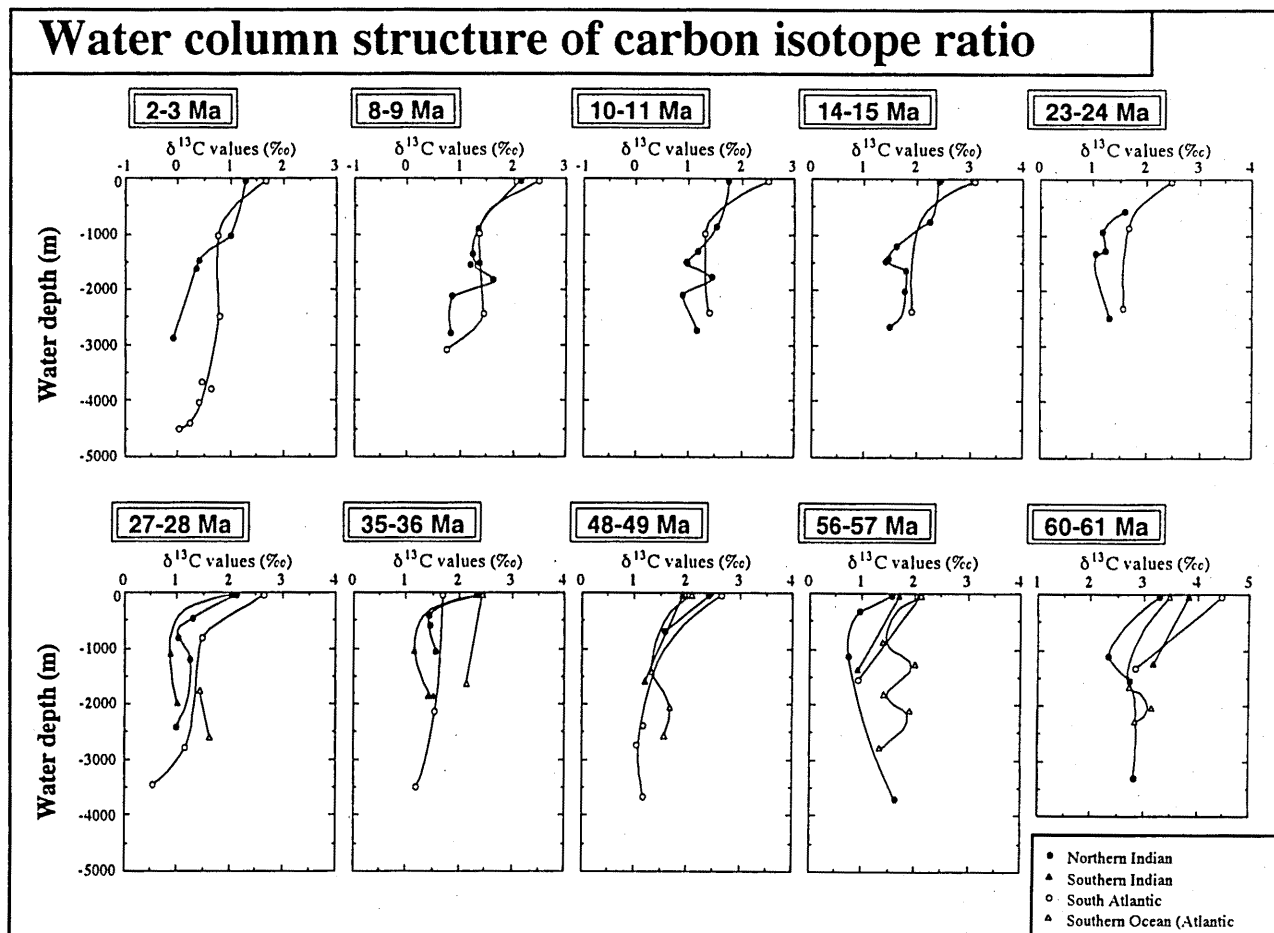 Water column structure of carbon isotope ratio
2-3 Ma
8-9 Ma
10-11 Ma
14-15 Ma
23-24 Ma
δ13C values (‰)
δ13C values (‰)
δ13C values (‰)
δ13C values (‰)
δ13C values (‰)
-1 0 1 2 3
-1 0 1 2 3
-1 0 1 2 3
0 1 2 3 4
0 1 2 3 4
Water depth (m)
0
-1000
-2000
-3000
-4000
-5000
27-28 Ma
35-36 Ma
48-49 Ma
56-57 Ma
60-61 Ma
δ13C values (‰)
δ13C values (‰)
δ13C values (‰)
δ13C values (‰)
δ13C values (‰)
0 1 2 3 4
0 1 2 3 4
0 1 2 3 4
0 1 2 3 4
1 2 3 4 5
Water depth (m)
0
-1000
-2000
-3000
-4000
-5000
Northern Indian
Southern Indian
South Atlantic
Southern Ocean (Atlantic